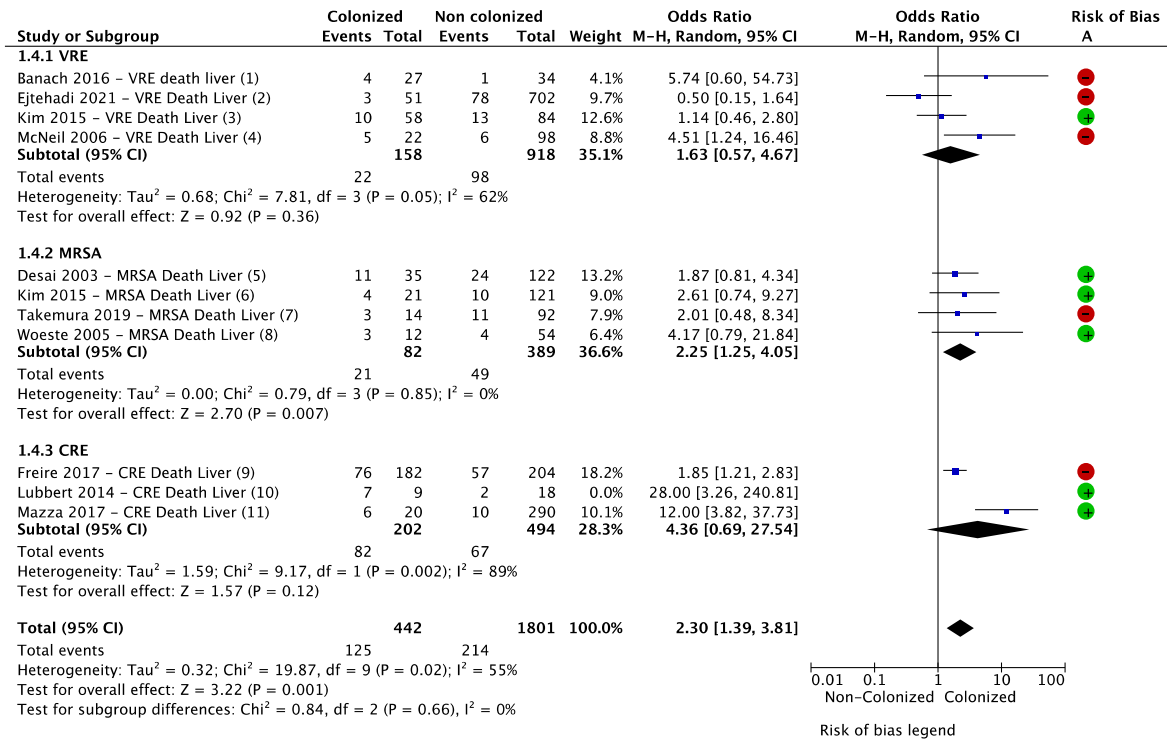 Colonized Non colonized Odds Ratio Odds Ratio Risk of Bias
Study or Subgroup Events Total Events Total Weight M–H, Random, 95% CI M–H, Random, 95% CI A
1.4.1 VRE
Banach 2016 – VRE death liver (1) 4 27 1 34 4.1% 5.74 [0.60, 54.73] –
Ejtehadi 2021 – VRE Death Liver (2) 3 51 78 702 9.7% 0.50 [0.15, 1.64] –
Kim 2015 – VRE Death Liver (3) 10 58 13 84 12.6% 1.14 [0.46, 2.80] +
McNeil 2006 – VRE Death Liver (4) 5 22 6 98 8.8% 4.51 [1.24, 16.46] –
Subtotal (95% CI) 158 918 35.1% 1.63 [0.57, 4.67]
Total events 22 98
Heterogeneity: Tau² = 0.68; Chi² = 7.81, df = 3 (P = 0.05); I² = 62%
Test for overall effect: Z = 0.92 (P = 0.36)
1.4.2 MRSA
Desai 2003 – MRSA Death Liver (5) 11 35 24 122 13.2% 1.87 [0.81, 4.34] +
Kim 2015 – MRSA Death Liver (6) 4 21 10 121 9.0% 2.61 [0.74, 9.27] +
Takemura 2019 – MRSA Death Liver (7) 3 14 11 92 7.9% 2.01 [0.48, 8.34] –
Woeste 2005 – MRSA Death Liver (8) 3 12 4 54 6.4% 4.17 [0.79, 21.84] +
Subtotal (95% CI) 82 389 36.6% 2.25 [1.25, 4.05]
Total events 21 49
Heterogeneity: Tau² = 0.00; Chi² = 0.79, df = 3 (P = 0.85); I² = 0%
Test for overall effect: Z = 2.70 (P = 0.007)
1.4.3 CRE
Freire 2017 – CRE Death Liver (9) 76 182 57 204 18.2% 1.85 [1.21, 2.83] –
Lubbert 2014 – CRE Death Liver (10) 7 9 2 18 0.0% 28.00 [3.26, 240.81] +
Mazza 2017 – CRE Death Liver (11) 6 20 10 290 10.1% 12.00 [3.82, 37.73] +
Subtotal (95% CI) 202 494 28.3% 4.36 [0.69, 27.54]
Total events 82 67
Heterogeneity: Tau² = 1.59; Chi² = 9.17, df = 1 (P = 0.002); I² = 89%
Test for overall effect: Z = 1.57 (P = 0.12)
Total (95% CI) 442 1801 100.0% 2.30 [1.39, 3.81]
Total events 125 214
Heterogeneity: Tau² = 0.32; Chi² = 19.87, df = 9 (P = 0.02); I² = 55%
Test for overall effect: Z = 3.22 (P = 0.001)
Test for subgroup differences: Chi² = 0.84, df = 2 (P = 0.66), I² = 0%
0.01 0.1 1 10 100
Non-Colonized Colonized
Risk of bias legend